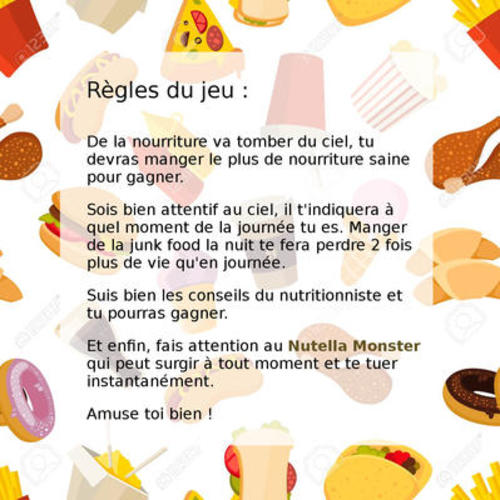 Règles du jeu :
De la nourriture va tomber du ciel, tu
devras manger le plus de nourriture saine
pour gagner.
Sois bien attentif au ciel, il t'indiquera à
quel moment de la journée tu es. Manger
de la junk food la nuit te fera perdre 2 fois
plus de vie qu'en journée.
Suis bien les conseils du nutritionniste et
tu pourras gagner.
Et enfin, fais attention au Nutella Monster
qui peut surgir à tout moment et te tuer
instantanément.
Amuse toi bien !